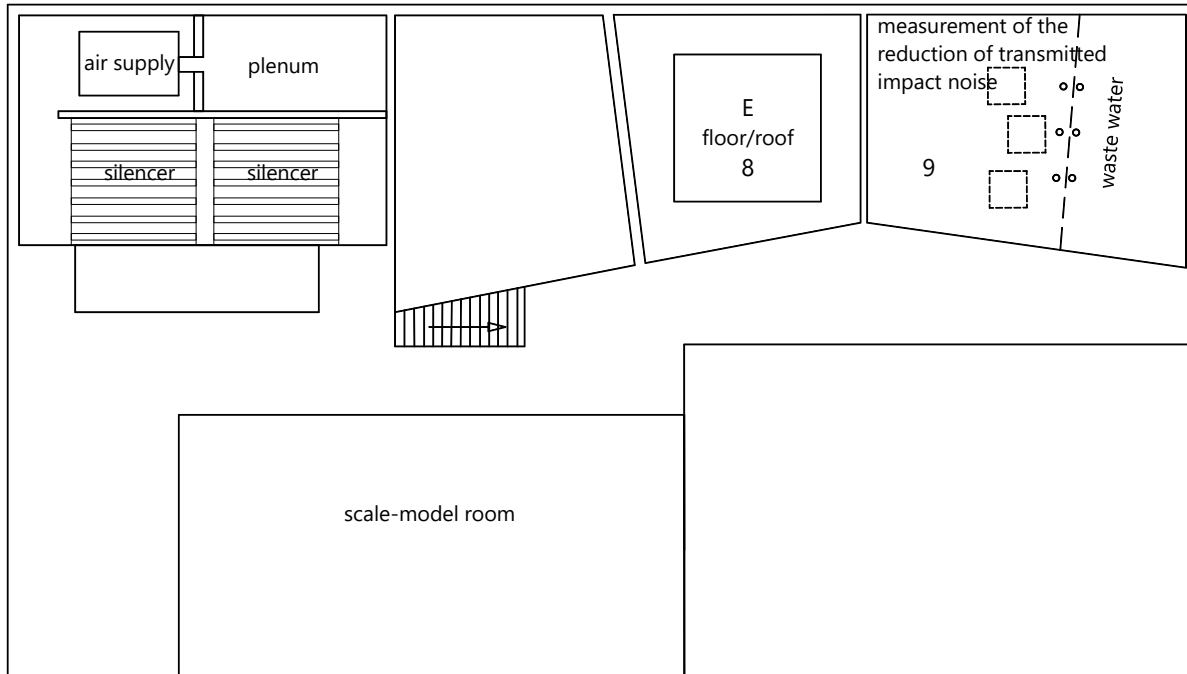 air supply
plenum
silencer
silencer
E
floor/roof
8
measurement of the
reduction of transmitted
impact noise
9
waste water
scale-model room